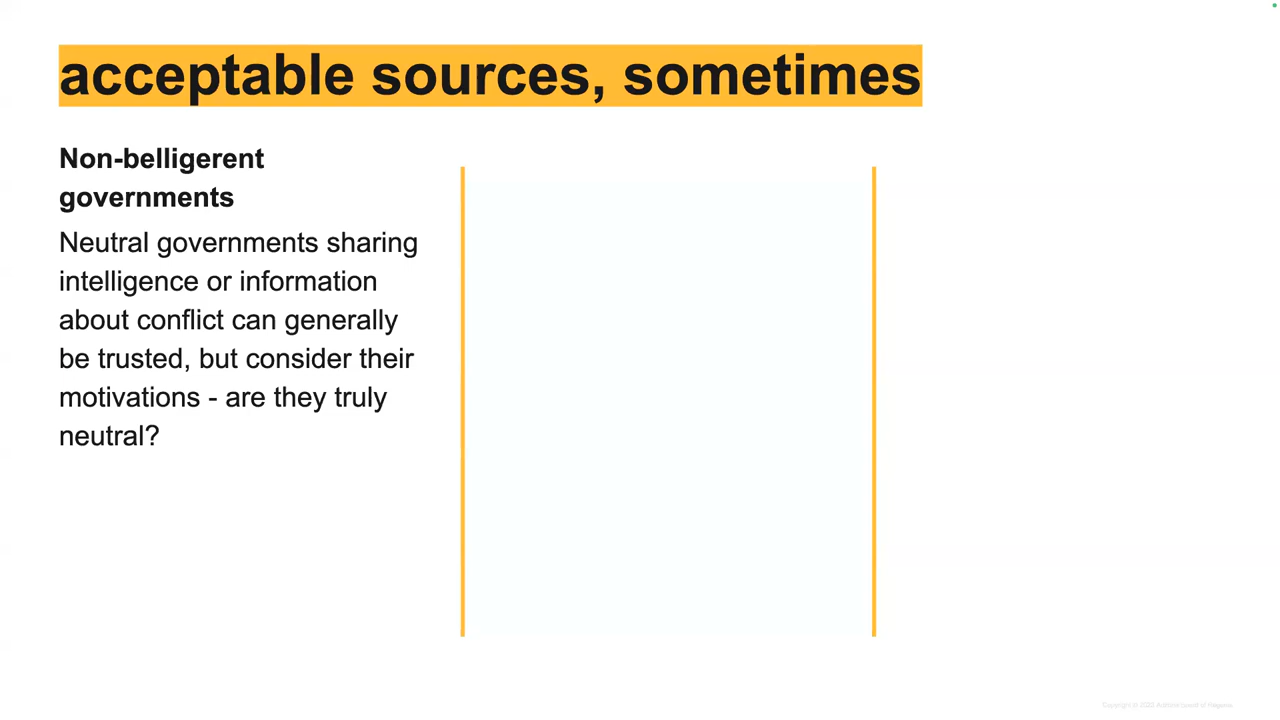 acceptable sources, sometimes
Non-belligerent
governments
Neutral governments sharing
intelligence or information
about conflict can generally
be trusted, but consider their
motivations - are they truly
neutral?